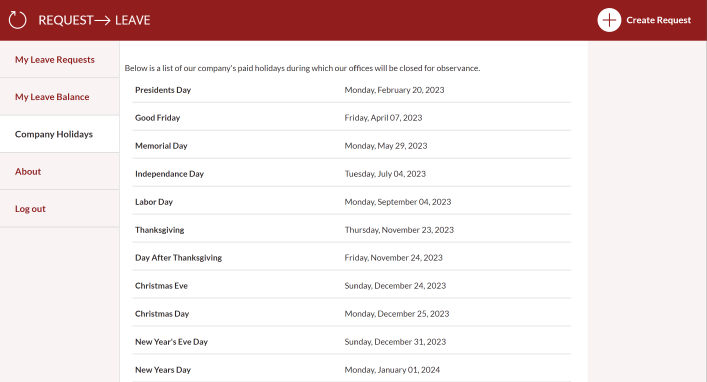 REQUEST→ LEAVE
Create Request
My Leave Requests
My Leave Balance
Company Holidays
About
Log out
Below is a list of our company's paid holidays during which our offices will be closed for observance.
Presidents Day Monday, February 20, 2023
Good Friday Friday, April 07, 2023
Memorial Day Monday, May 29, 2023
Independance Day Tuesday, July 04, 2023
Labor Day Monday, September 04, 2023
Thanksgiving Thursday, November 23, 2023
Day After Thanksgiving Friday, November 24, 2023
Christmas Eve Sunday, December 24, 2023
Christmas Day Monday, December 25, 2023
New Year's Eve Day Sunday, December 31, 2023
New Years Day Monday, January 01, 2024